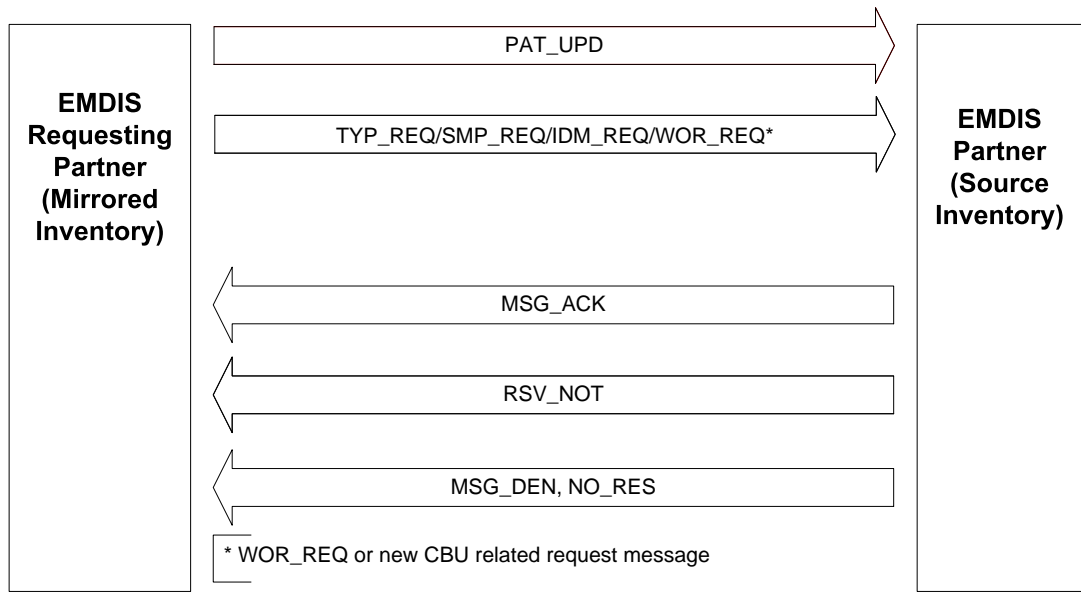 EMDIS
Requesting
Partner
(Mirrored
Inventory)
PAT_UPD
TYP_REQ/SMP_REQ/IDM_REQ/WOR_REQ*
MSG_ACK
RSV_NOT
MSG_DEN, NO_RES
* WOR_REQ or new CBU related request message
EMDIS
Partner
(Source
Inventory)